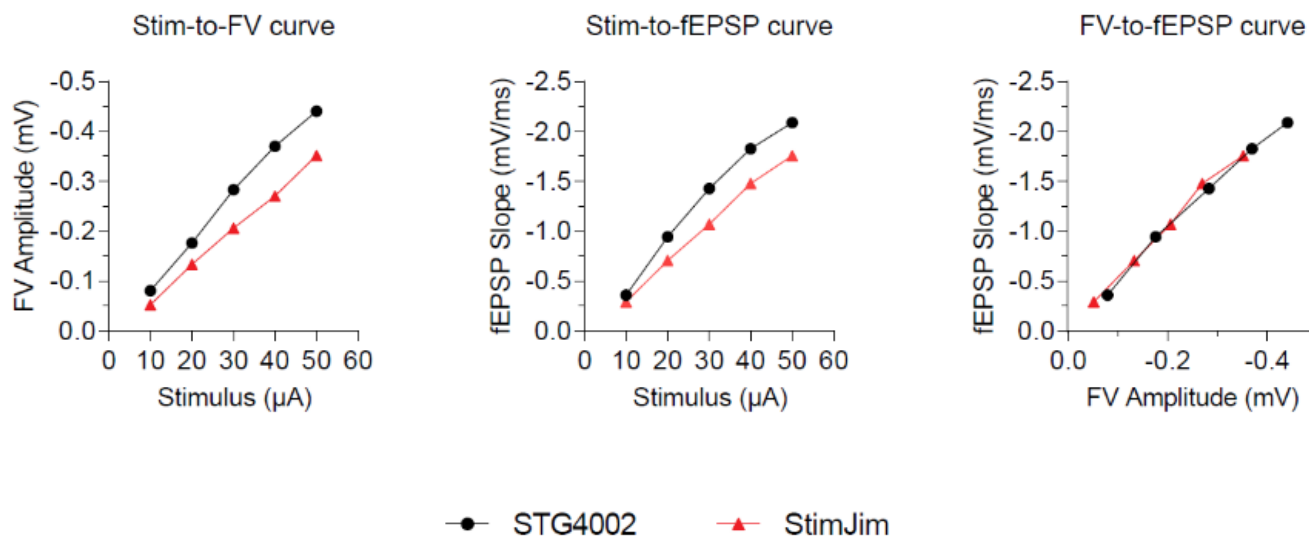 Stim-to-FV curve
FV Amplitude (mV)
-0.5
-0.4
-0.3
-0.2
-0.1
0.0
0 10 20 30 40 50 60
Stimulus (µA)
Stim-to-fEPSP curve
fEPSP Slope (mV/ms)
-2.5
-2.0
-1.5
-1.0
-0.5
0.0
0 10 20 30 40 50 60
Stimulus (µA)
FV-to-fEPSP curve
fEPSP Slope (mV/ms)
-2.5
-2.0
-1.5
-1.0
-0.5
0.0
0.0 -0.2 -0.4
FV Amplitude (mV)
STG4002 StimJim